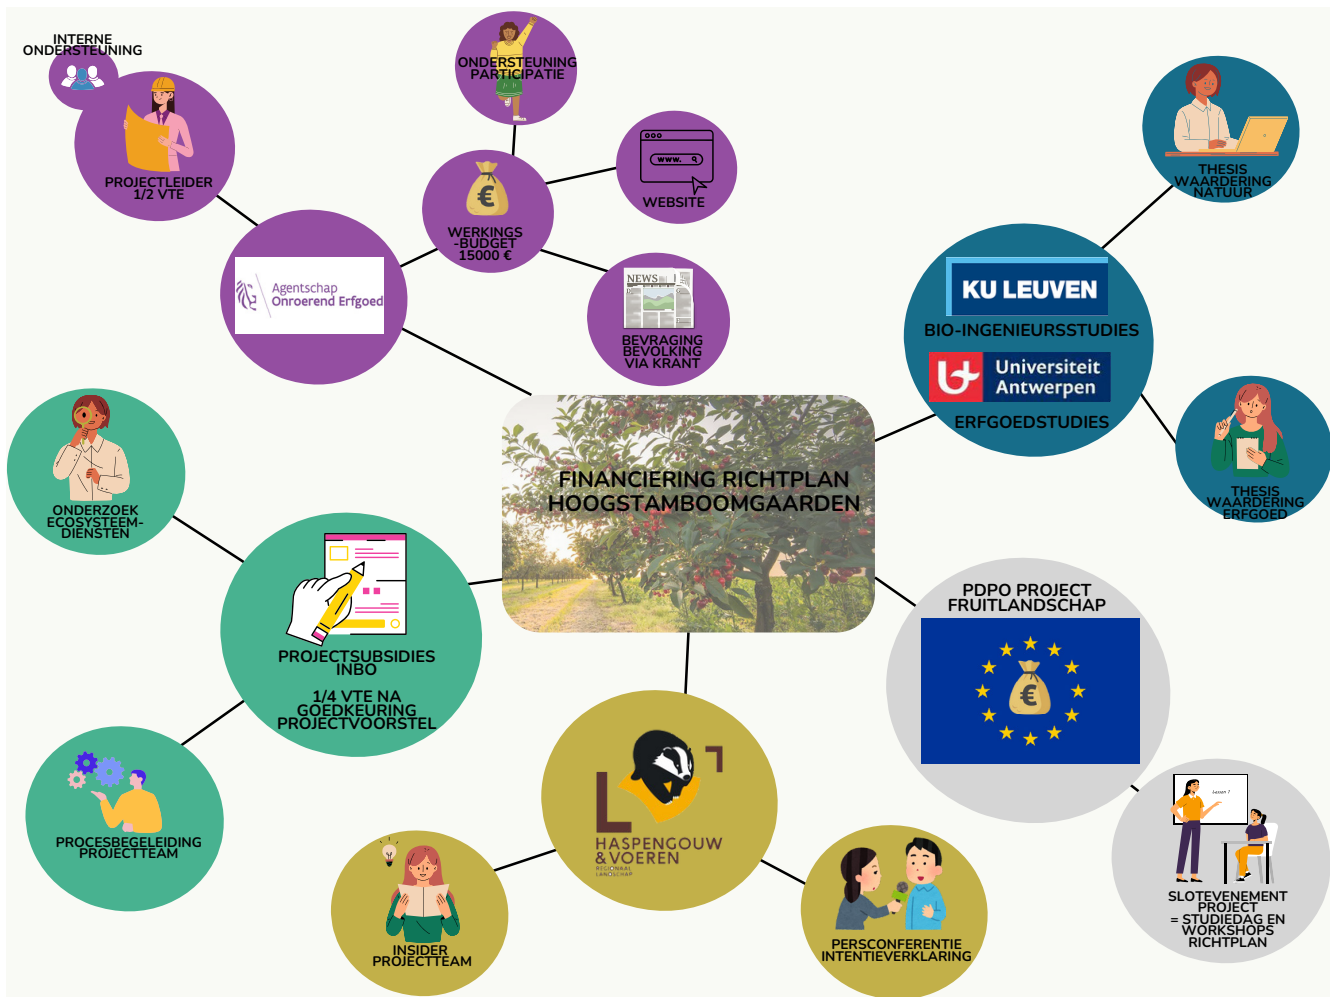 INTERNE
ONDERSTEUNING
PROJECTLEIDER
1/2 VTE
Agentschap
Onroerend Erfgoed
ONDERSTEUNING
PARTICIPATIE
WERKINGS
-BUDGET
15000 €
www.
WEBSITE
NEWS
BEVRAGING
BEVOLKING
VIA KRANT
THESIS
WAARDERING
NATUUR
KU LEUVEN
BIO-INGENIEURSSTUDIES
Universiteit
Antwerpen
ERFGOEDSTUDIES
THESIS
WAARDERING
ERFGOED
FINANCIERING RICHTPLAN
HOOGSTAMBOOMGAARDEN
ONDERZOEK
ECOSYSTEEM-
DIENSTEN
PROJECTSUBSIDIES
INBO
1/4 VTE NA
GOEDKEURING
PROJECTVOORSTEL
PROCESBEGELEIDING
PROJECTTEAM
PDPO PROJECT
FRUITLANDSCHAP
€
Lesson 1
SLOTEVENEMENT
PROJECT
= STUDIEDAG EN
WORKSHOPS
RICHTPLAN
HASPENGOUW
& VOEREN
REGIONAAL
LANDSCHAP
INSIDER
PROJECTTEAM
PERSCONFERENTIE
INTENTIEVERKLARING